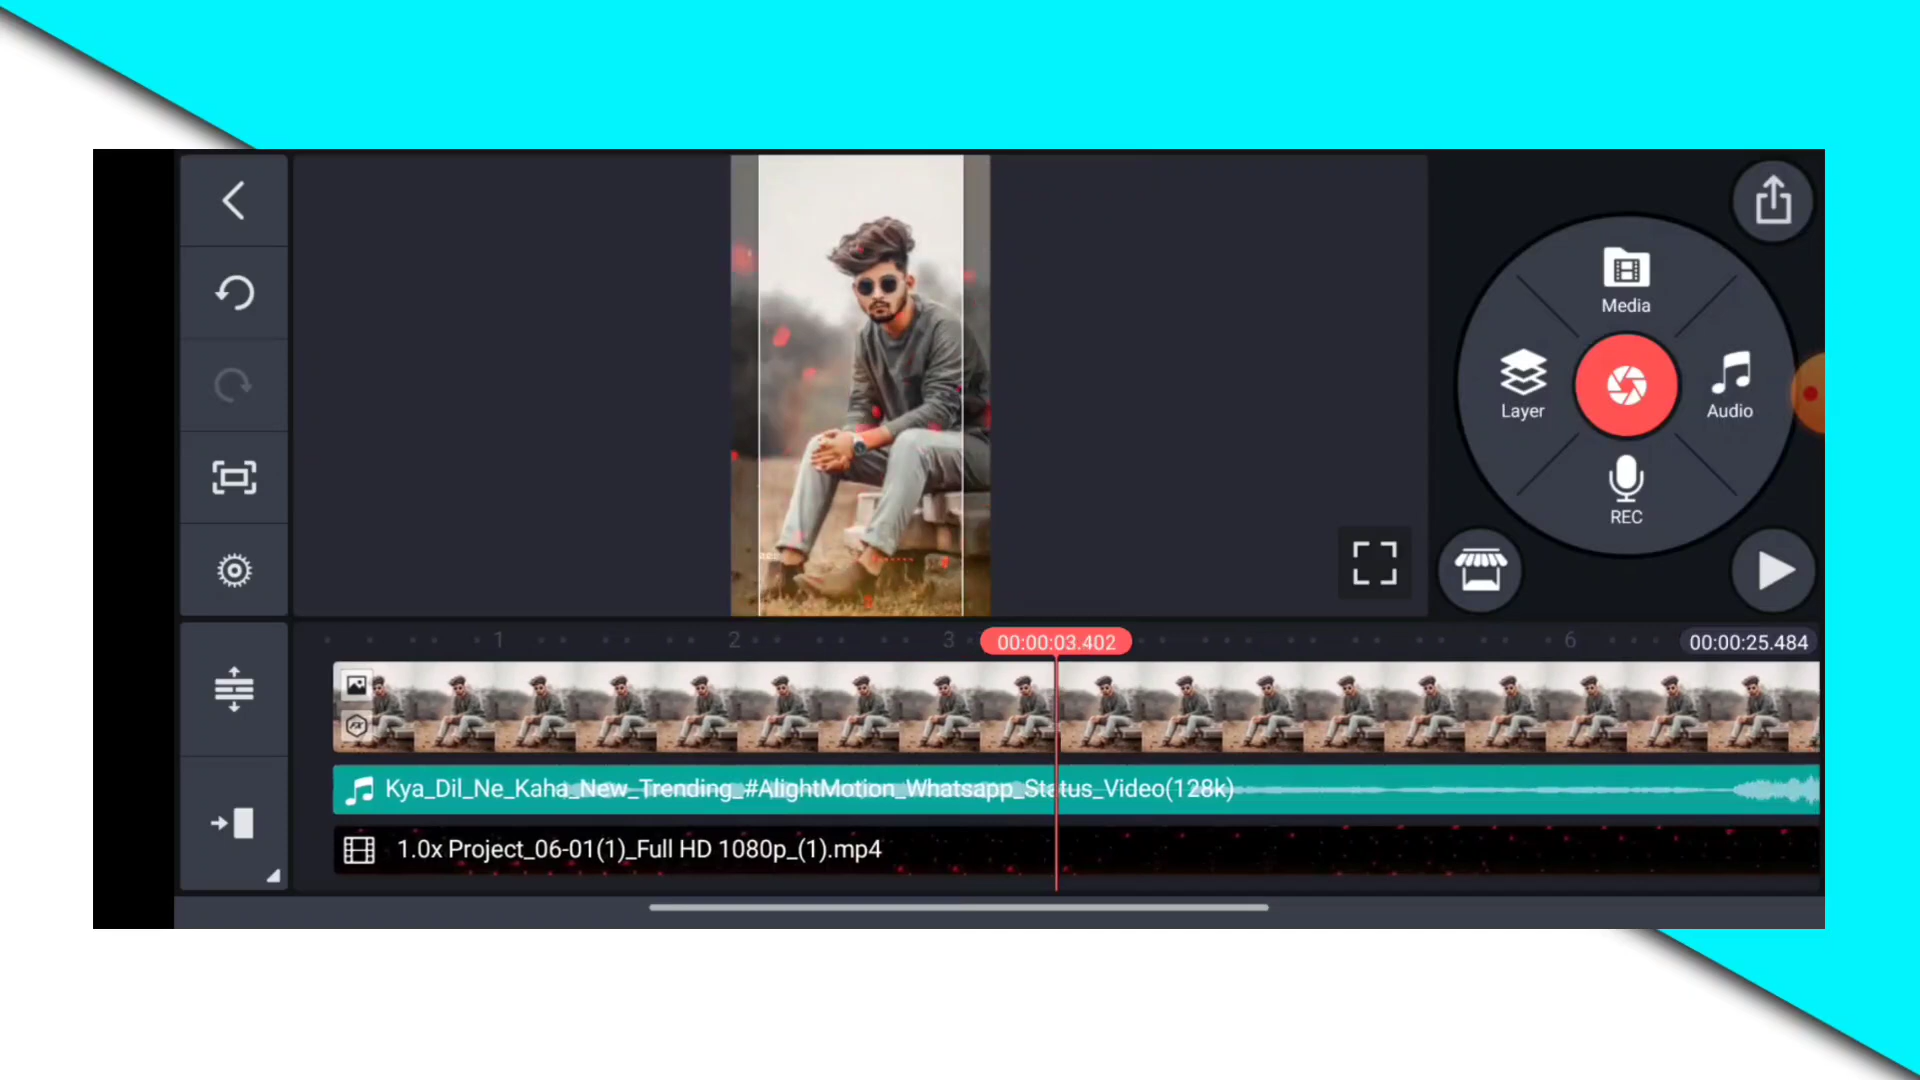 Media
Layer
Audio
REC
1
2
3
00:00:03.402
6
00:00:25.484
Kya_Dil_Ne_Kaha_New_Trending_#AlightMotion_Whatsapp_Status_Video(128k)
1.0x Project_06-01(1)_Full HD 1080p_(1).mp4